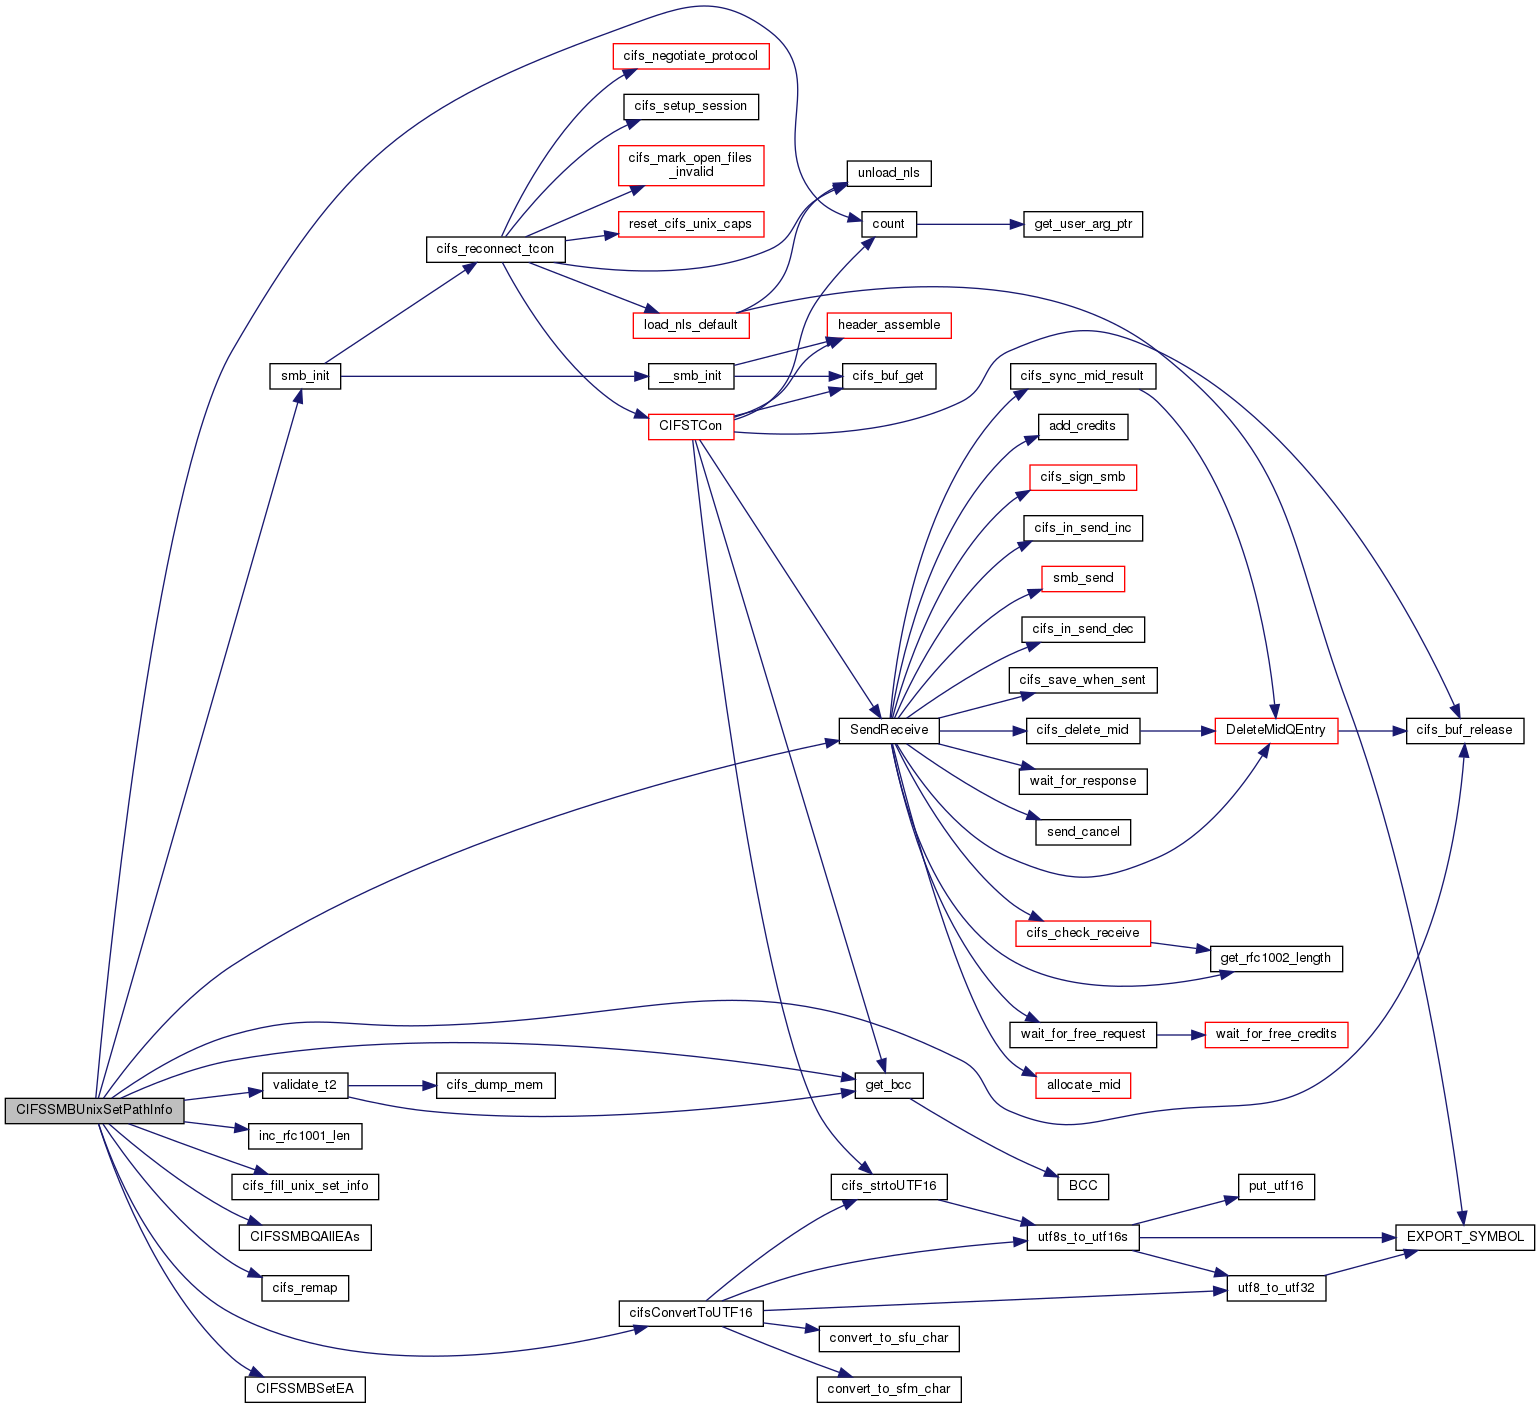 cifs_negotiate_protocol
cifs_setup_session
cifs_mark_open_files
_invalid
unload_nls
reset_cifs_unix_caps
count
get_user_arg_ptr
cifs_reconnect_tcon
load_nls_default
header_assemble
smb_init
__smb_init
cifs_buf_get
cifs_sync_mid_result
CIFSTCon
add_credits
cifs_sign_smb
cifs_in_send_inc
smb_send
cifs_in_send_dec
cifs_save_when_sent
SendReceive
cifs_delete_mid
DeleteMidQEntry
cifs_buf_release
wait_for_response
send_cancel
cifs_check_receive
get_rfc1002_length
wait_for_free_request
wait_for_free_credits
validate_t2
cifs_dump_mem
get_bcc
allocate_mid
CIFSSMBUnixSetPathInfo
inc_rfc1001_len
cifs_fill_unix_set_info
cifs_strtoUTF16
BCC
put_utf16
CIFSSMBQAllEAs
utf8s_to_utf16s
EXPORT_SYMBOL
cifs_remap
utf8_to_utf32
cifsConvertToUTF16
convert_to_sfu_char
CIFSSMBSetEA
convert_to_sfm_char